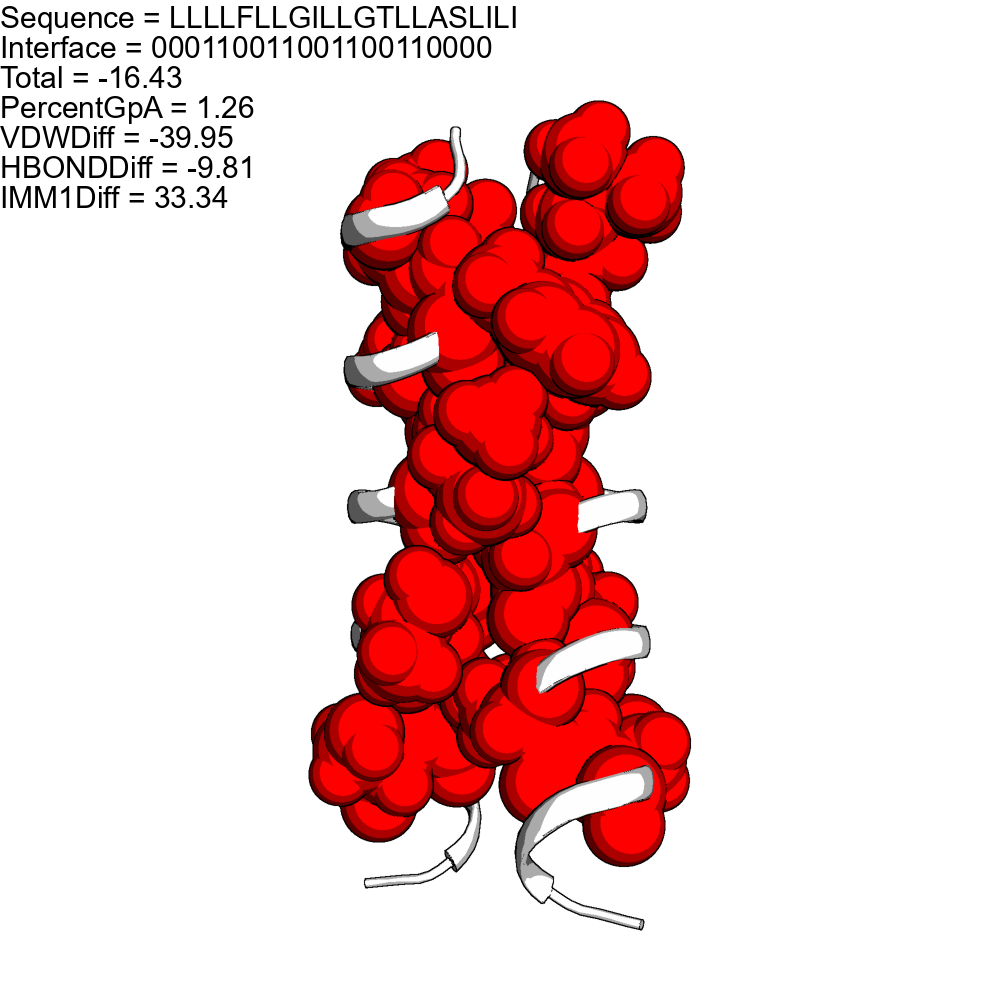 Sequence = LLLLFLLGILLGTLLASLILI
Interface = 000110011001100110000
Total = -16.43
PercentGpA = 1.26
VDWDiff = -39.95
HBONDDiff = -9.81
IMM1Diff = 33.34